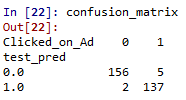 In [22]: confusion_matrix
Out[22]:
Clicked_on_Ad 0 1
test_pred
0.0 156 5
1.0 2 137